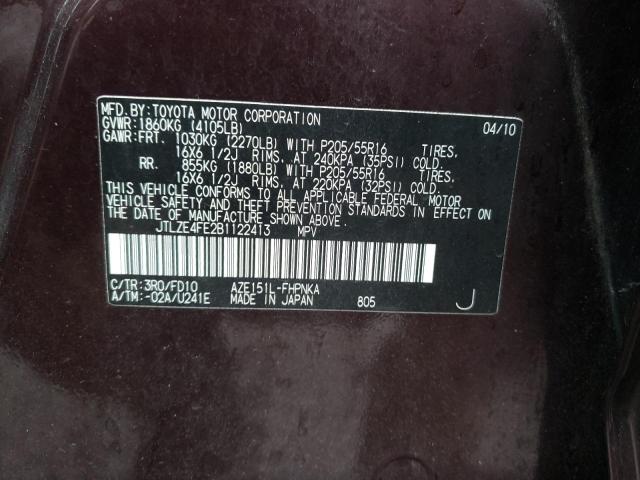 MFD.BY:TOYOTA MOTOR CORPORATION 04/10
GVWR:1860KG (4105LB)
GAWR:FRT. 1030KG (2270LB) WITH P205/55R16 TIRES,
16X6 1/2J RIMS, AT 240KPA (35PSI) COLD.
RR. 855KG (1880LB) WITH P205/55R16 TIRES,
16X6 1/2J RIMS, AT 220KPA (32PSI) COLD.
THIS VEHICLE CONFORMS TO ALL APPLICABLE FEDERAL MOTOR
VEHICLE SAFETY AND THEFT PREVENTION STANDARDS IN EFFECT ON
THE DATE OF MANUFACTURE SHOWN ABOVE.
JTLZE4FE2B1122413 MPV
C/TR:3R0/FD10 AZE151L-FHPNKA
A/TM:-02A/U241E MADE IN JAPAN 805 J